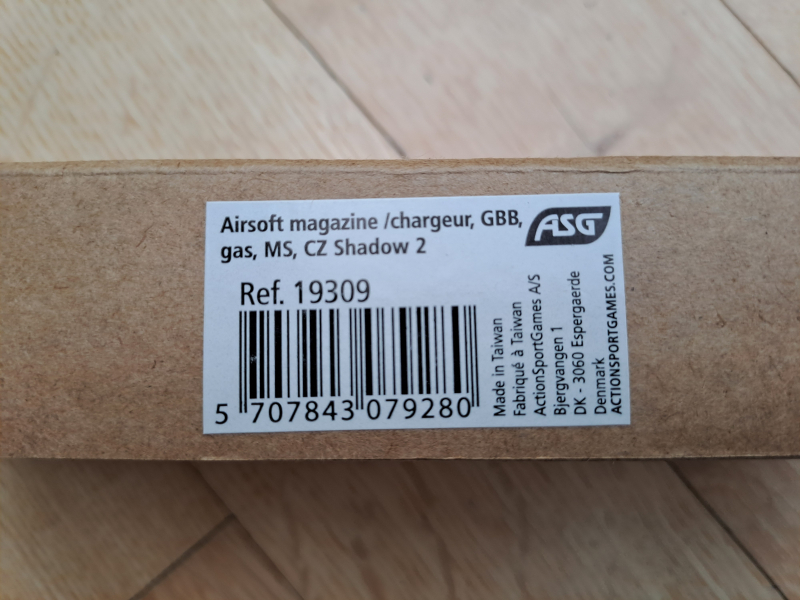 Airsoft magazine /chargeur, GBB,
gas, MS, CZ Shadow 2
ASG
Ref. 19309
5 707843 079280
Made in Taiwan
Fabriqué à Taiwan
ActionSportGames A/S
Bjergvangen 1
DK - 3060 Espergaerde
Denmark
ACTIONSPORTGAMES.COM